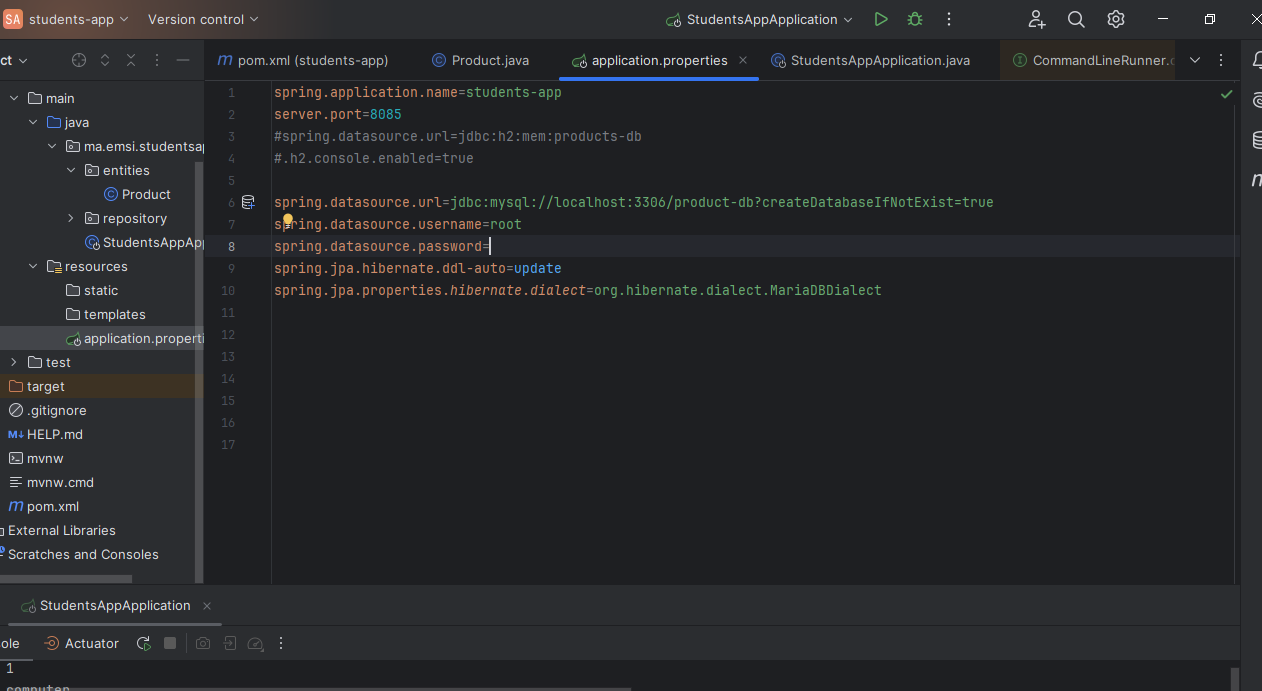 SA students-app Version control StudentsAppApplication
ct pom.xml (students-app) Product.java application.properties StudentsAppApplication.java CommandLineRunner.c
main
java
ma.emsi.studentsap
entities
Product
repository
StudentsAppApp
resources
static
templates
application.properti
test
target
.gitignore
M↓ HELP.md
mvnw
mvnw.cmd
m pom.xml
External Libraries
Scratches and Consoles
1 spring.application.name=students-app
2 server.port=8085
3 #spring.datasource.url=jdbc:h2:mem:products-db
4 #.h2.console.enabled=true
5
6 spring.datasource.url=jdbc:mysql://localhost:3306/product-db?createDatabaseIfNotExist=true
7 spring.datasource.username=root
8 spring.datasource.password=
9 spring.jpa.hibernate.ddl-auto=update
10 spring.jpa.properties.hibernate.dialect=org.hibernate.dialect.MariaDBDialect
11
12
13
14
15
16
17
StudentsAppApplication
ole Actuator
1
computer